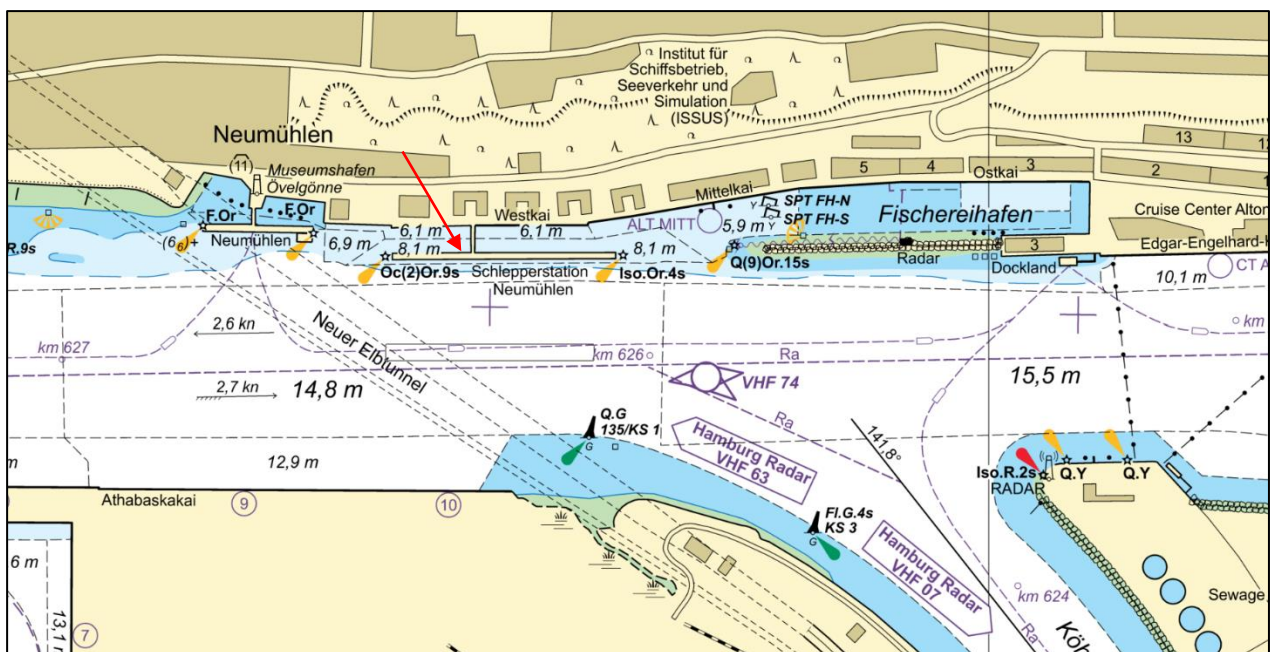 Institut für
Schiffsbetrieb,
Seeverkehr und
Simulation
(ISSUS)
Neumühlen
13
5
4
3
2
11
Museumshafen
Övelgönne
Ostkai
Mittelkai
Westkai
SPT FH-N
SPT FH-S
Y
Y
ALT MITT
5,9 m
Fischereihafen
Cruise Center Alton
Edgar-Engelhard-K
F.Or
F.Or
6,1 m
6,1 m
(66)+
Neumühlen
6,9 m
8,1 m
8,1 m
R.9s
Oc(2)Or.9s
Schlepperstation
Neumühlen
Iso.Or.4s
Q(9)Or.15s
Radar
3
Dockland
10,1 m
CT A
2,6 kn
km 627
Neuer Elbtunnel
km 626
Ra
km
2,7 kn
14,8 m
VHF 74
15,5 m
Ra
Q.G
135/KS 1
G
Hamburg Radar
VHF 63
141,8°
12,9 m
m
Iso.R.2s
RADAR
Q.Y
Q.Y
Athabaskakai
9
10
Fl.G.4s
KS 3
G
Hamburg Radar
VHF 07
6 m
13,1 m
7
km 624
Ra
Köh
Sewage